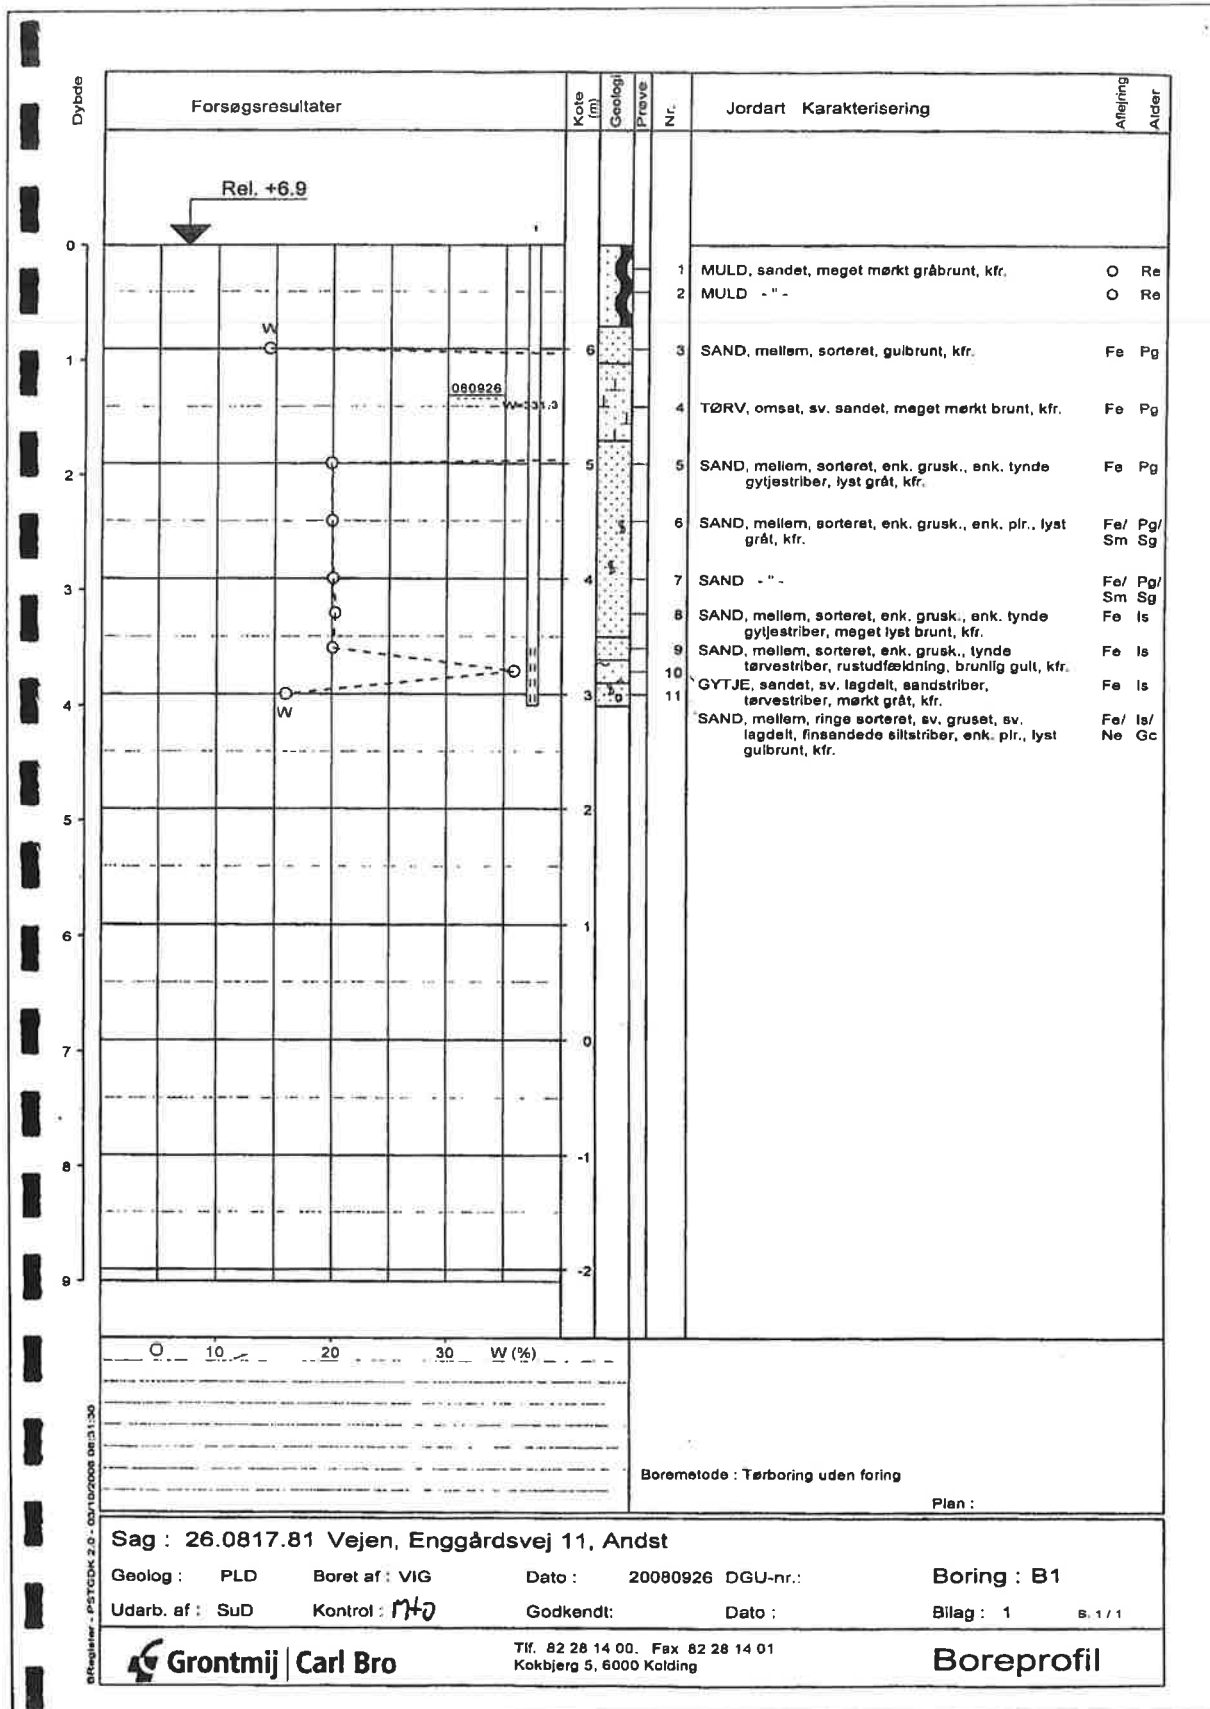 Dybde
Forsøgsresultater
Kote (m)
Geologi
Prøve
Nr.
Jordart Karakterisering
Aflejring
Alder
Rel. +6.9
0
1 MULD, sandet, meget mørkt gråbrunt, kfr. O Re
2 MULD - " - O Re
W
1
6
3 SAND, mellem, sorteret, gulbrunt, kfr. Fe Pg
080926
W=331.3
4 TØRV, omsat, sv. sandet, meget mørkt brunt, kfr. Fe Pg
2
5
5 SAND, mellem, sorteret, enk. grusk., enk. tynde Fe Pg
gytjestriber, lyst gråt, kfr.
6 SAND, mellem, sorteret, enk. grusk., enk. plr., lyst Fe/ Pg/
gråt, kfr. Sm Sg
3
4
7 SAND - " - Fe/ Pg/
Sm Sg
8 SAND, mellem, sorteret, enk. grusk., enk. tynde Fe Is
gytjestriber, meget lyst brunt, kfr.
9 SAND, mellem, sorteret, enk. grusk., tynde Fe Is
tørvestriber, rustudfældning, brunlig gult, kfr.
10 GYTJE, sandet, sv. lagdelt, sandstriber, Fe Is
tørvestriber, mørkt gråt, kfr.
4
3
W
11 SAND, mellem, ringe sorteret, sv. gruset, sv. Fe/ Is/
lagdelt, finsandede siltstriber, enk. plr., lyst Ne Gc
gulbrunt, kfr.
5
2
6
1
7
0
8
-1
9
-2
10 20 30 W (%)
Boremetode : Tørboring uden foring
Plan :
BRegister - PSTGDK 2.0 - 03/10/2008 08:31:30
Sag : 26.0817.81 Vejen, Enggårdsvej 11, Andst
Geolog : PLD Boret af : VIG Dato : 20080926 DGU-nr.: Boring : B1
Udarb. af : SuD Kontrol : Godkendt: Dato : Bilag : 1 S. 1 / 1
Grontmij | Carl Bro
Tlf. 82 28 14 00. Fax 82 28 14 01
Kokbjerg 5, 6000 Kolding
Boreprofil